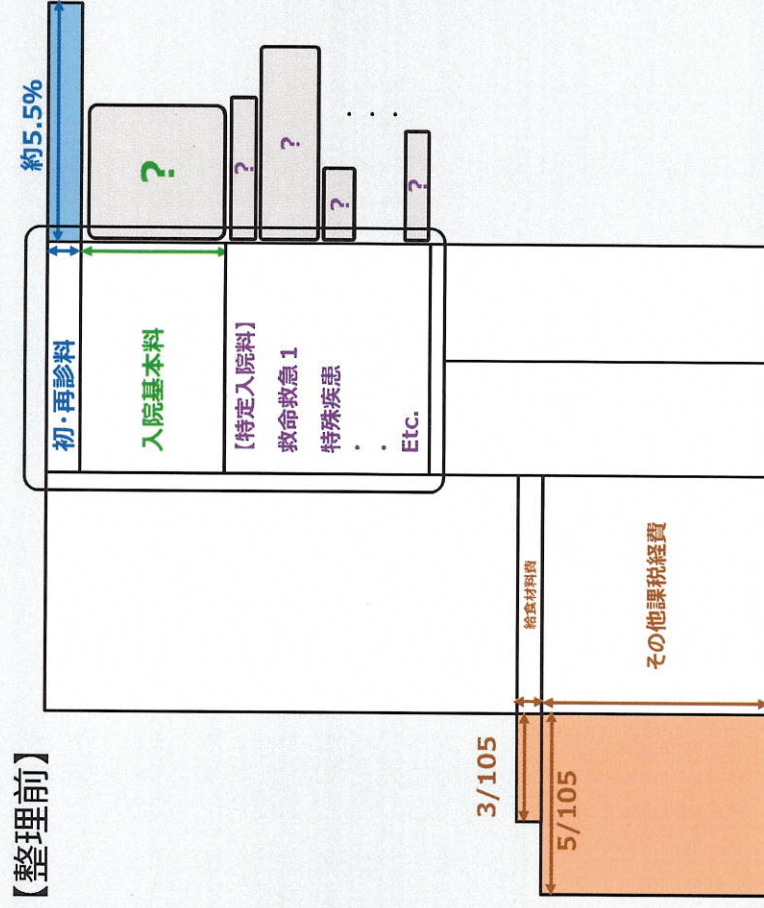 【整理前】
約5.5%
初・再診料
入院基本料
?
【特定入院料】
救命救急1
特殊疾患
・
・
Etc.
?
?
?
?
・・・
給食材料費
その他課税経費
3/105
5/105